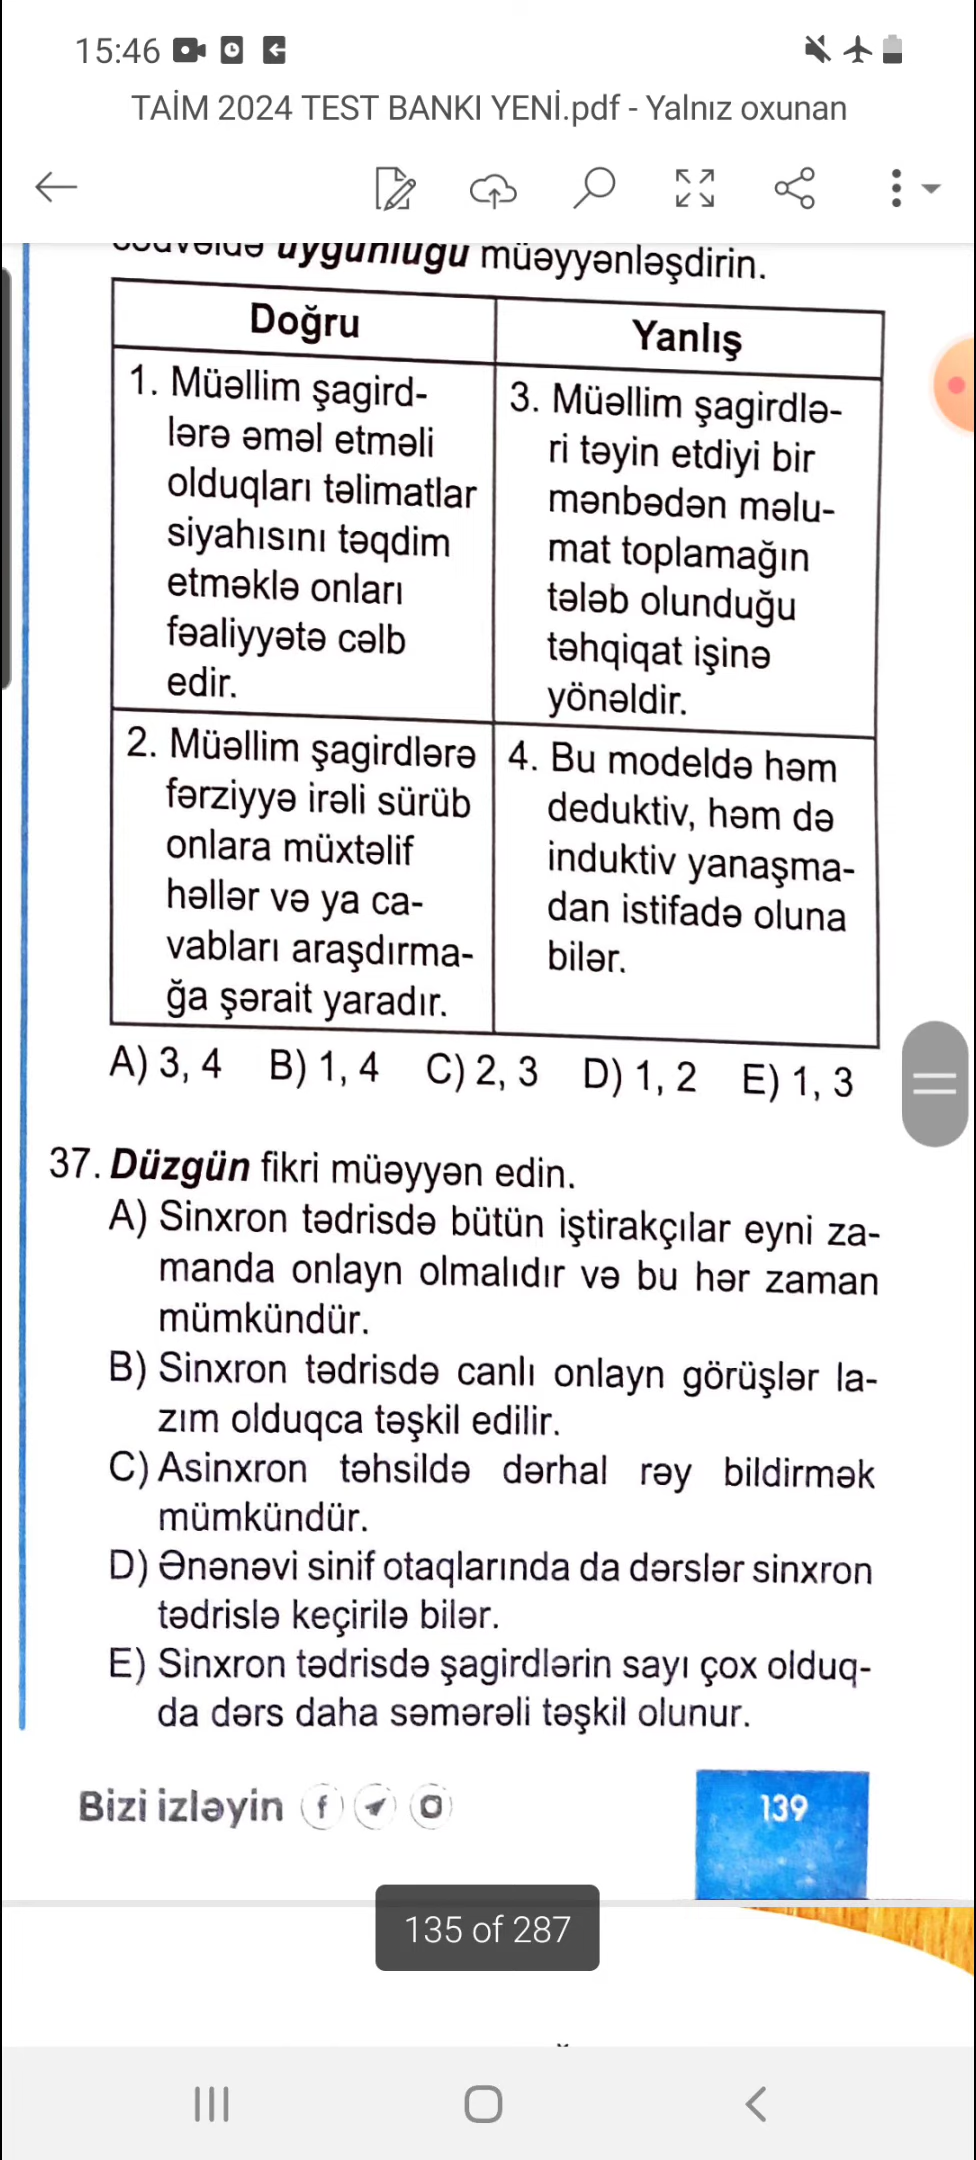 15:46
TAİM 2024 TEST BANKI YENİ.pdf - Yalnız oxunan
cədvəldə uyğunluğu müəyyənləşdirin.
Doğru
Yanlış
1. Müəllim şagird-
lərə əməl etməli
olduqları təlimatlar
siyahısını təqdim
etməklə onları
fəaliyyətə cəlb
edir.
3. Müəllim şagirdlə-
ri təyin etdiyi bir
mənbədən məlu-
mat toplamağın
tələb olunduğu
təhqiqat işinə
yönəldir.
2. Müəllim şagirdlərə
fərziyyə irəli sürüb
onlara müxtəlif
həllər və ya ca-
vabları araşdırma-
ğa şərait yaradır.
4. Bu modeldə həm
deduktiv, həm də
induktiv yanaşma-
dan istifadə oluna
bilər.
A) 3, 4 B) 1, 4 C) 2, 3 D) 1, 2 E) 1, 3
37. Düzgün fikri müəyyən edin.
A) Sinxron tədrisdə bütün iştirakçılar eyni za-
manda onlayn olmalıdır və bu hər zaman
mümkündür.
B) Sinxron tədrisdə canlı onlayn görüşlər la-
zım olduqca təşkil edilir.
C) Asinxron təhsildə dərhal rəy bildirmək
mümkündür.
D) Ənənəvi sinif otaqlarında da dərslər sinxron
tədrislə keçirilə bilər.
E) Sinxron tədrisdə şagirdlərin sayı çox olduq-
da dərs daha səmərəli təşkil olunur.
Bizi izləyin
139
135 of 287